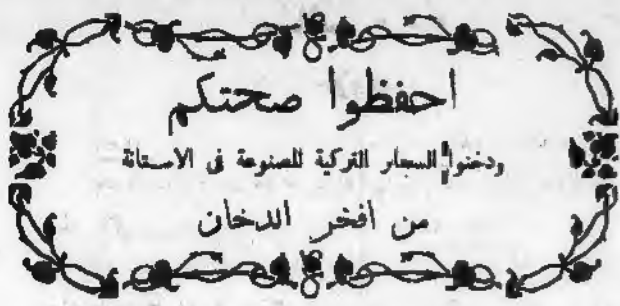 احفظوا صحتكم
ودخنوا السجار التركية المصنوعة فى الاستانة
من افخر الدخان